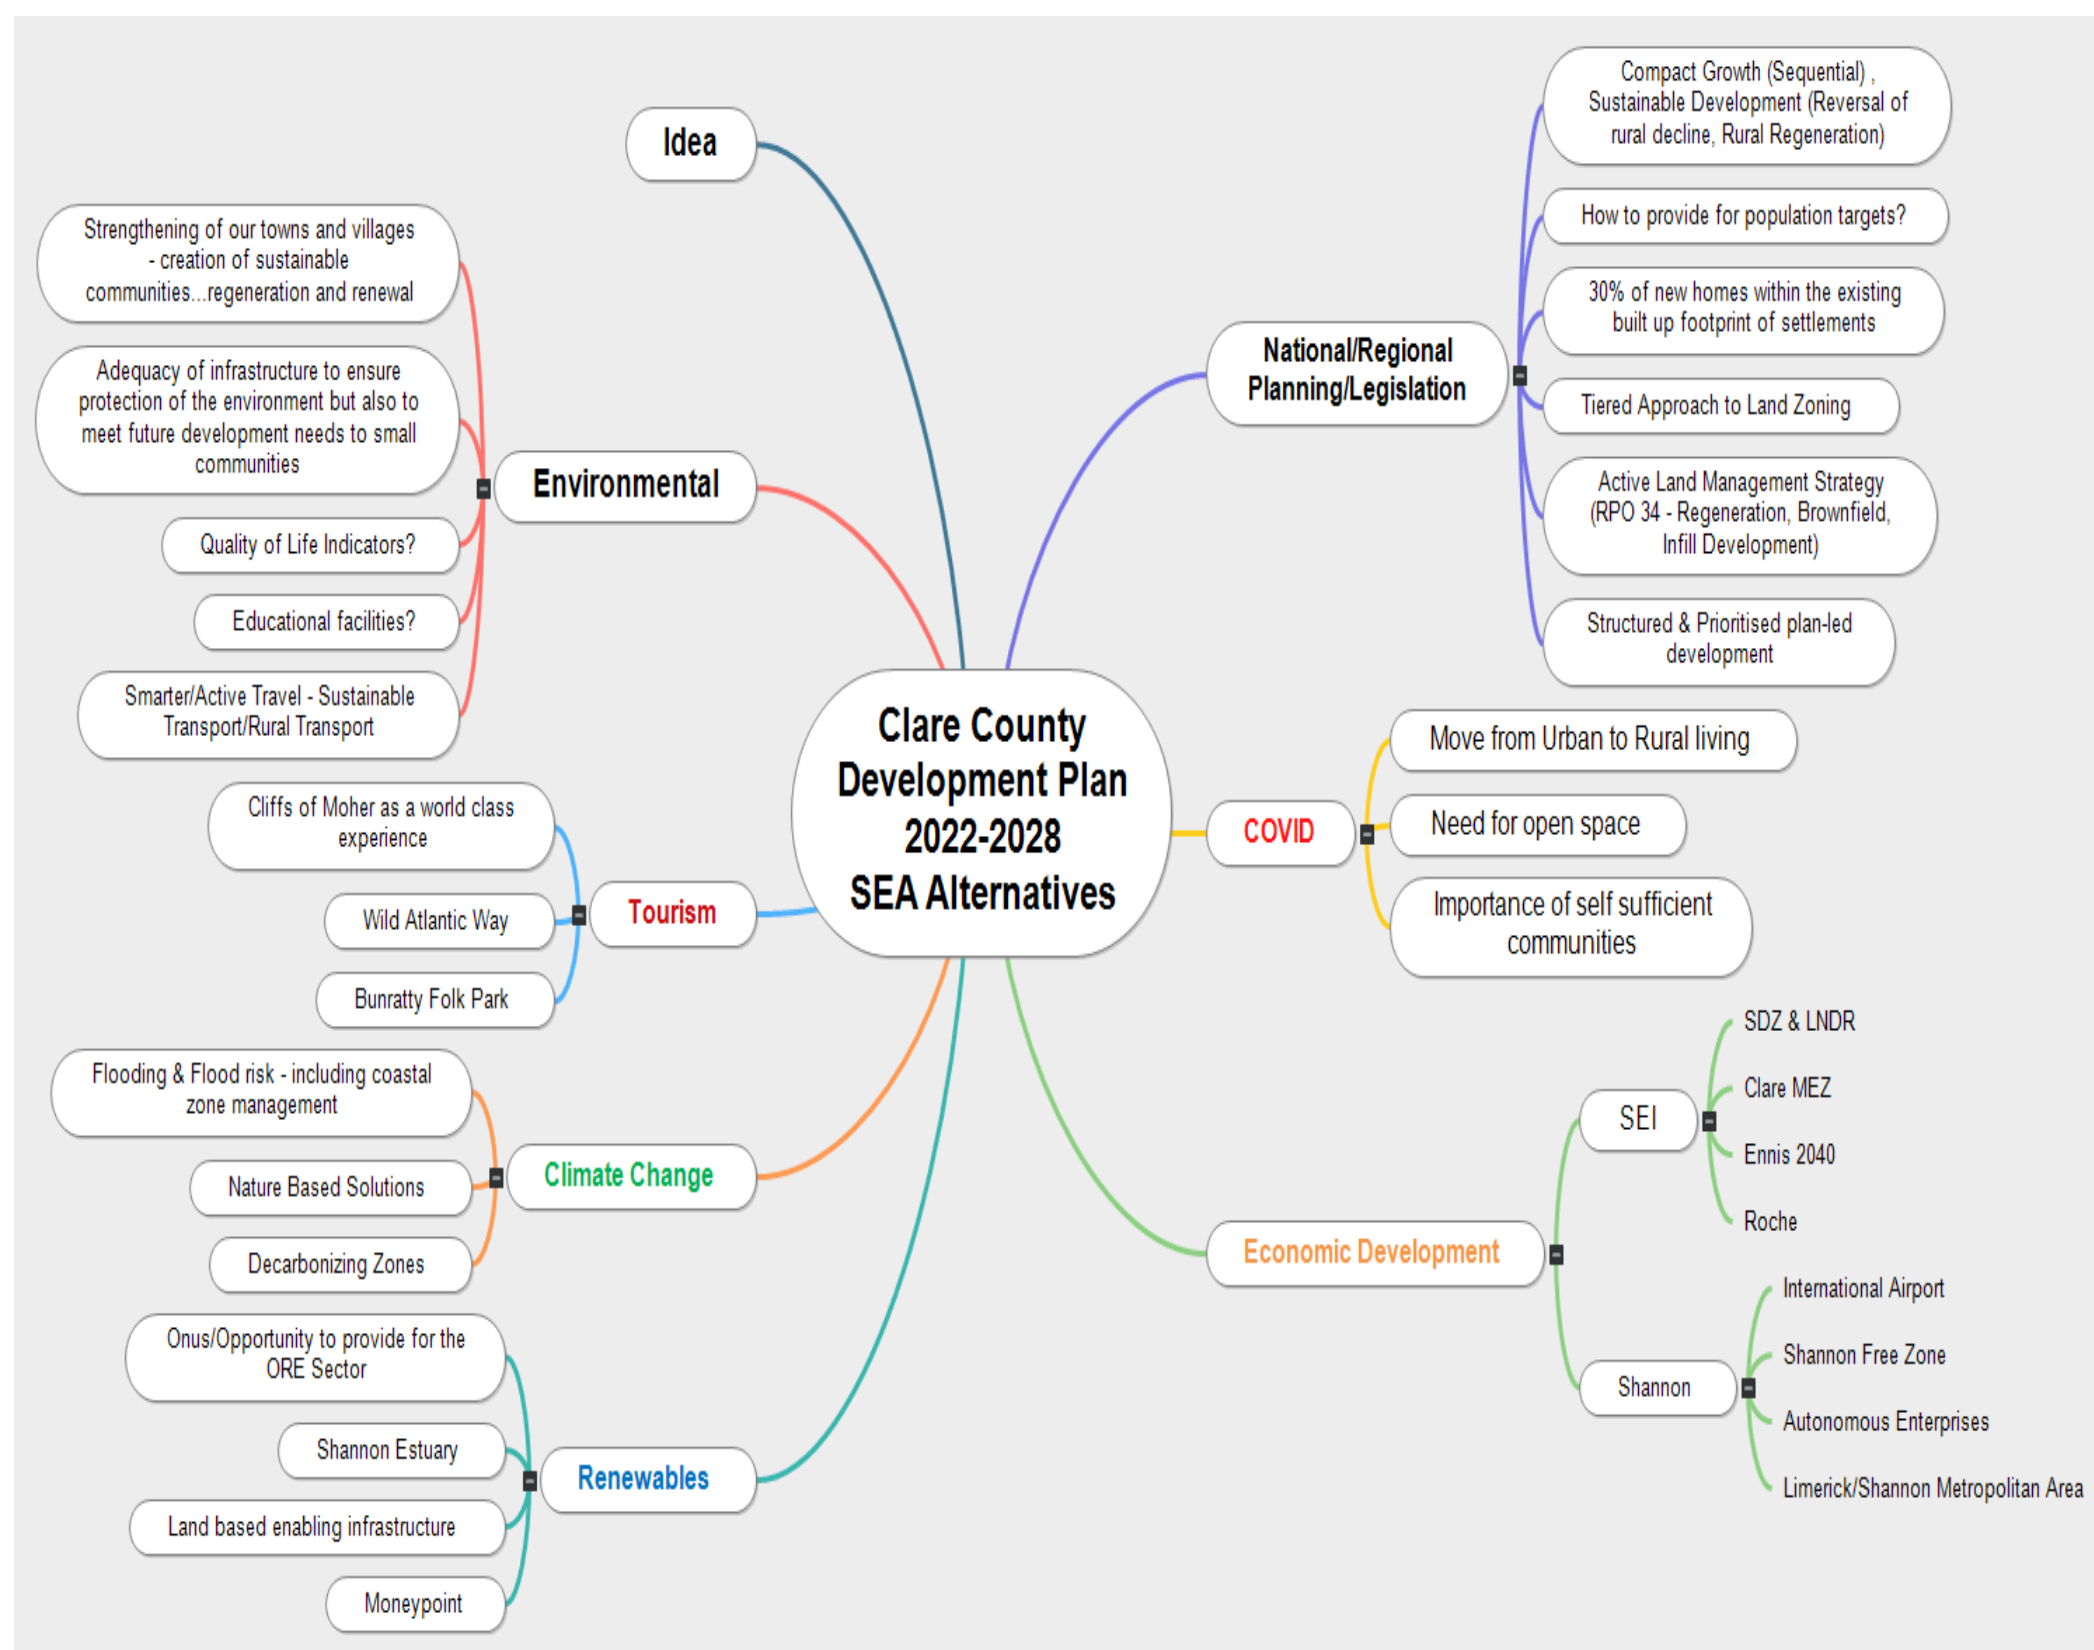 Clare County
Development Plan
2022-2028
SEA Alternatives
Idea
Environmental
Strengthening of our towns and villages
- creation of sustainable
communities...regeneration and renewal
Adequacy of infrastructure to ensure
protection of the environment but also to
meet future development needs to small
communities
Quality of Life Indicators?
Educational facilities?
Smarter/Active Travel - Sustainable
Transport/Rural Transport
Tourism
Cliffs of Moher as a world class
experience
Wild Atlantic Way
Bunratty Folk Park
Climate Change
Flooding & Flood risk - including coastal
zone management
Nature Based Solutions
Decarbonizing Zones
Renewables
Onus/Opportunity to provide for the
ORE Sector
Shannon Estuary
Land based enabling infrastructure
Moneypoint
National/Regional
Planning/Legislation
Compact Growth (Sequential) ,
Sustainable Development (Reversal of
rural decline, Rural Regeneration)
How to provide for population targets?
30% of new homes within the existing
built up footprint of settlements
Tiered Approach to Land Zoning
Active Land Management Strategy
(RPO 34 - Regeneration, Brownfield,
Infill Development)
Structured & Prioritised plan-led
development
COVID
Move from Urban to Rural living
Need for open space
Importance of self sufficient
communities
Economic Development
SEI
SDZ & LNDR
Clare MEZ
Ennis 2040
Roche
Shannon
International Airport
Shannon Free Zone
Autonomous Enterprises
Limerick/Shannon Metropolitan Area